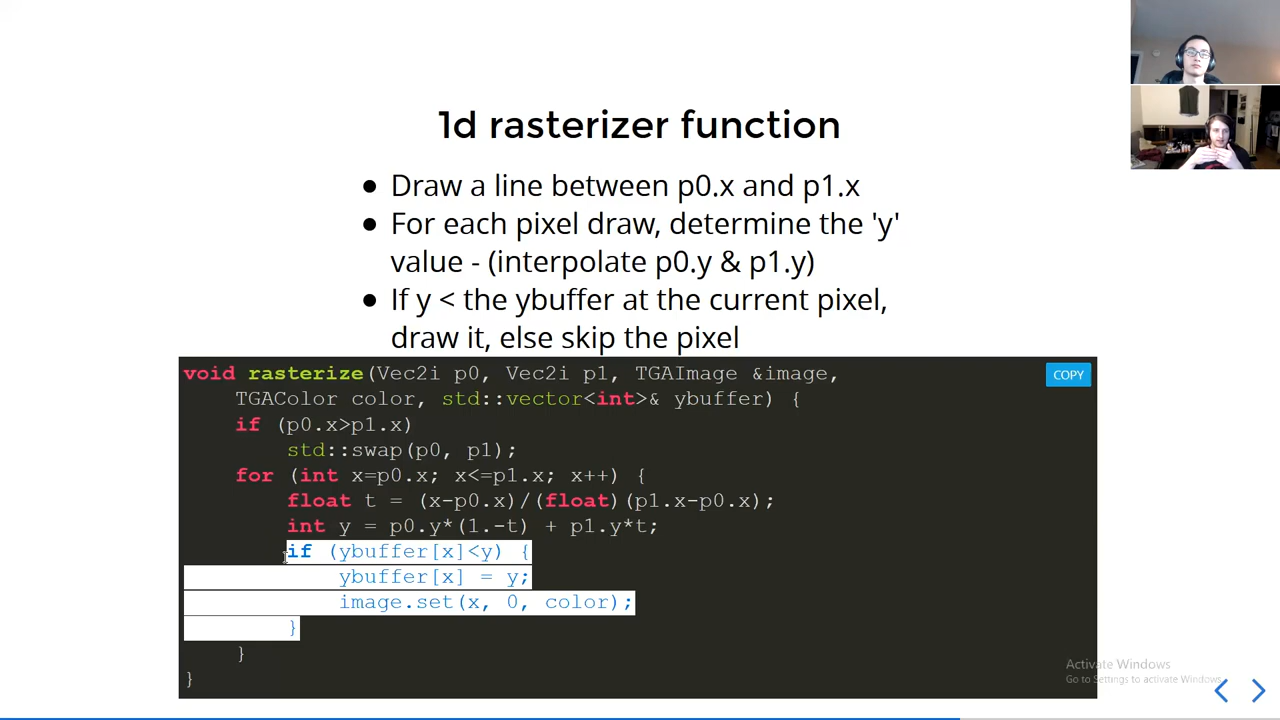 1d rasterizer function
● Draw a line between p0.x and p1.x
● For each pixel draw, determine the 'y'
value - (interpolate p0.y & p1.y)
● If y < the ybuffer at the current pixel,
draw it, else skip the pixel
void rasterize(Vec2i p0, Vec2i p1, TGAImage &image,
COPY
TGAColor color, std::vector<int>& ybuffer) {
if (p0.x>p1.x)
std::swap(p0, p1);
for (int x=p0.x; x<=p1.x; x++) {
float t = (x-p0.x)/(float)(p1.x-p0.x);
int y = p0.y*(1.-t) + p1.y*t;
if (ybuffer[x]<y) {
ybuffer[x] = y;
image.set(x, 0, color);
}
}
}
Activate Windows
Go to Settings to activate Windows.